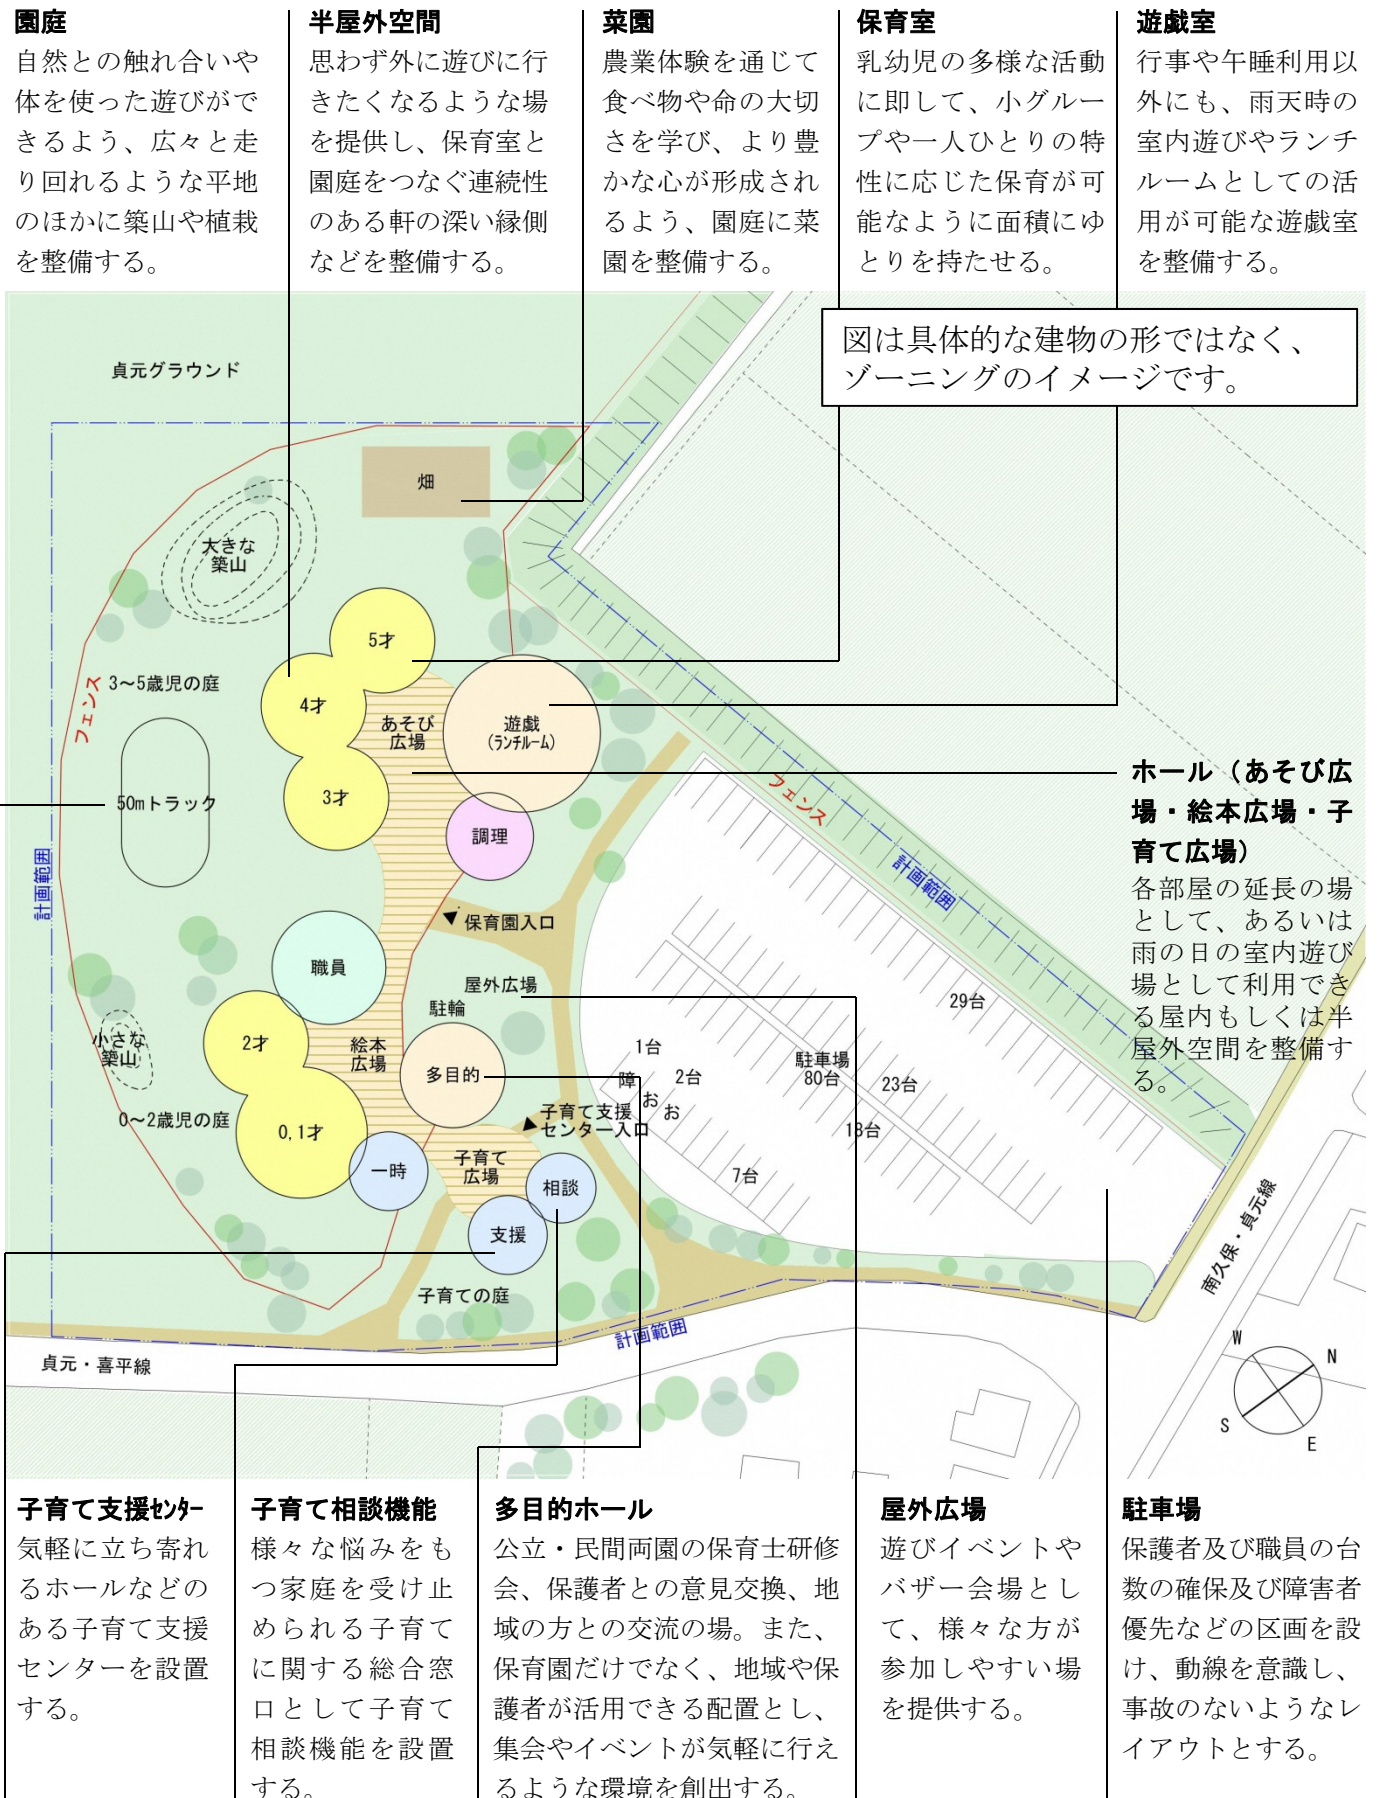 園庭
自然との触れ合いや
体を使った遊びがで
きるよう、広々と走
り回れるような平地
のほかに築山や植栽
を整備する。
半屋外空間
思わず外に遊びに行
きたくなるような場
を提供し、保育室と
園庭をつなぐ連続性
のある軒の深い縁側
などを整備する。
菜園
農業体験を通じて
食べ物や命の大切
さを学び、より豊
かな心が形成され
るよう、園庭に菜
園を整備する。
保育室
乳幼児の多様な活動
に即して、小グルー
プや一人ひとりの特
性に応じた保育が可
能なように面積にゆ
とりを持たせる。
遊戯室
行事や午睡利用以
外にも、雨天時の
室内遊びやランチ
ルームとしての活
用が可能な遊戯室
を整備する。
図は具体的な建物の形ではなく、
ゾーニングのイメージです。
貞元グラウンド
畑
大きな
築山
5才
3～5歳児の庭
フェンス
4才
あそび
広場
遊戯
(ランチルーム)
3才
50mトラック
調理
フェンス
計画範囲
計画範囲
ホール（あそび広
場・絵本広場・子
育て広場）
各部屋の延長の場
として、あるいは
雨の日の室内遊び
場として利用でき
る屋内もしくは半
屋外空間を整備す
る。
保育園入口
職員
屋外広場
駐輪
29台
小さな
築山
2才
絵本
広場
多目的
1台
障
2台
お
お
駐車場
80台
23台
18台
7台
0～2歳児の庭
0,1才
子育て支援
センター入口
一時
子育て
広場
相談
支援
子育ての庭
計画範囲
貞元・喜平線
南久保・貞元線
W
N
S
E
子育て支援ｾﾝﾀｰ
気軽に立ち寄れ
るホールなどの
ある子育て支援
センターを設置
する。
子育て相談機能
様々な悩みをも
つ家庭を受け止
められる子育て
に関する総合窓
口として子育て
相談機能を設置
する。
多目的ホール
公立・民間両園の保育士研修
会、保護者との意見交換、地
域の方との交流の場。また、
保育園だけでなく、地域や保
護者が活用できる配置とし、
集会やイベントが気軽に行え
るような環境を創出する。
屋外広場
遊びイベントや
バザー会場とし
て、様々な方が
参加しやすい場
を提供する。
駐車場
保護者及び職員の台
数の確保及び障害者
優先などの区画を設
け、動線を意識し、
事故のないようなレ
イアウトとする。